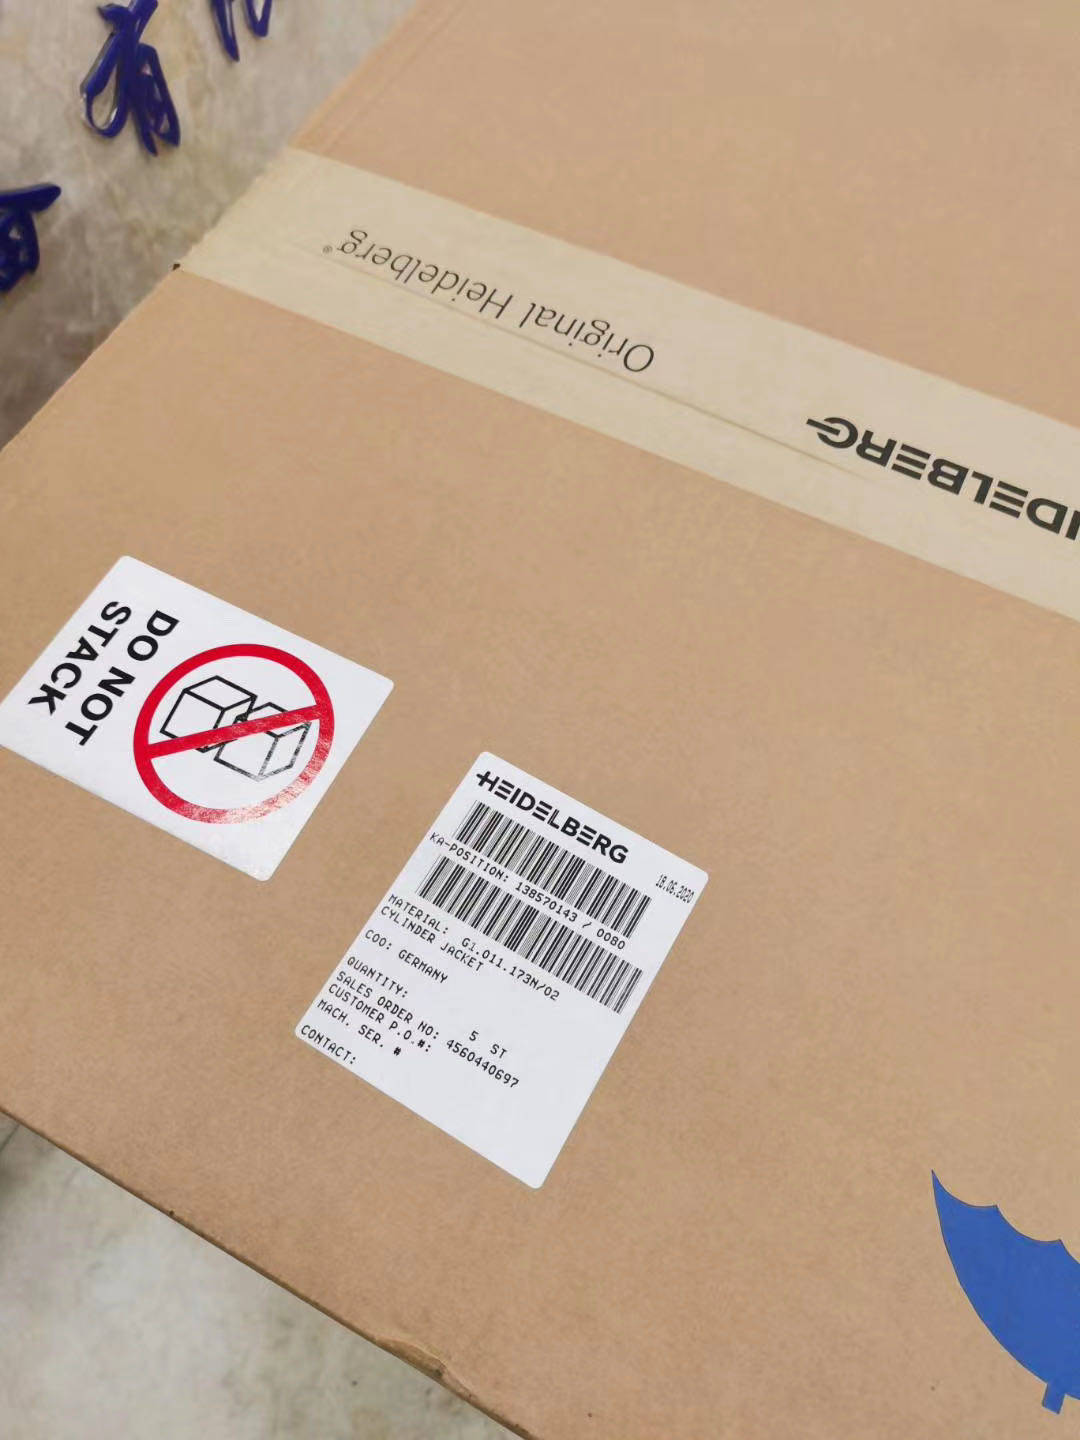 Original Heidelberg®
HEIDELBERG
DO NOT
STACK
HEIDELBERG
18.06.2020
KA-POSITION: 138570143 / 0080
MATERIAL: G1.011.173N/02
CYLINDER JACKET
COO: GERMANY
QUANTITY: 5 ST
SALES ORDER NO: 4560440697
CUSTOMER P.O.#:
MACH. SER. #
CONTACT: